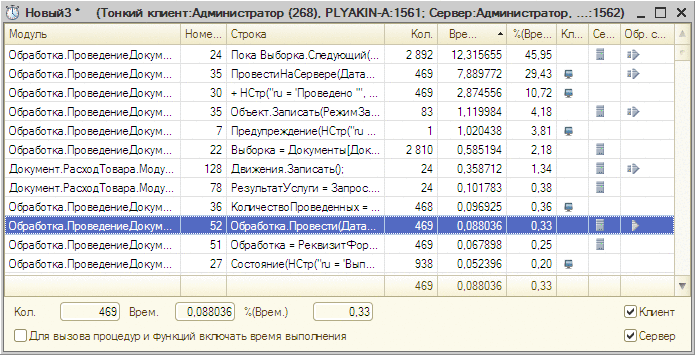 Новый3 * (Тонкий клиент:Администратор (268), PLYAKIN-A:1561; Сервер:Администратор, ...:1562)
Модуль Номе... Строка Кол. Вре... %(Вре... Кл... Се... Обр. с...
Обработка.ПроведениеДокум... 24 Пока Выборка.Следующий(... 2 892 12,315655 45,95
Обработка.ПроведениеДокум... 35 ПровестиНаСервере(Дата... 469 7,889772 29,43
Обработка.ПроведениеДокум... 30 + НСтр("ru = 'Проведено '", ... 469 2,874556 10,72
Обработка.ПроведениеДокум... 35 Объект.Записать(РежимЗа... 83 1,119984 4,18
Обработка.ПроведениеДокум... 7 Предупреждение(НСтр("ru ... 1 1,020438 3,81
Обработка.ПроведениеДокум... 22 Выборка = Документы[Док... 2 810 0,585194 2,18
Документ.РасходТовара.Моду... 128 Движения.Записать(); 24 0,358712 1,34
Документ.РасходТовара.Моду... 78 РезультатУслуги = Запрос.... 24 0,101783 0,38
Обработка.ПроведениеДокум... 36 КоличествоПроведенных = ... 468 0,096925 0,36
Обработка.ПроведениеДокум... 52 Обработка.Провести(Дата... 469 0,088036 0,33
Обработка.ПроведениеДокум... 51 Обработка = РеквизитФор... 469 0,067898 0,25
Обработка.ПроведениеДокум... 27 Состояние(НСтр("ru = 'Вып... 938 0,052396 0,20
469 0,088036 0,33
Кол. 469 Врем. 0,088036 %(Врем.) 0,33 Клиент
Для вызова процедур и функций включать время выполнения Сервер